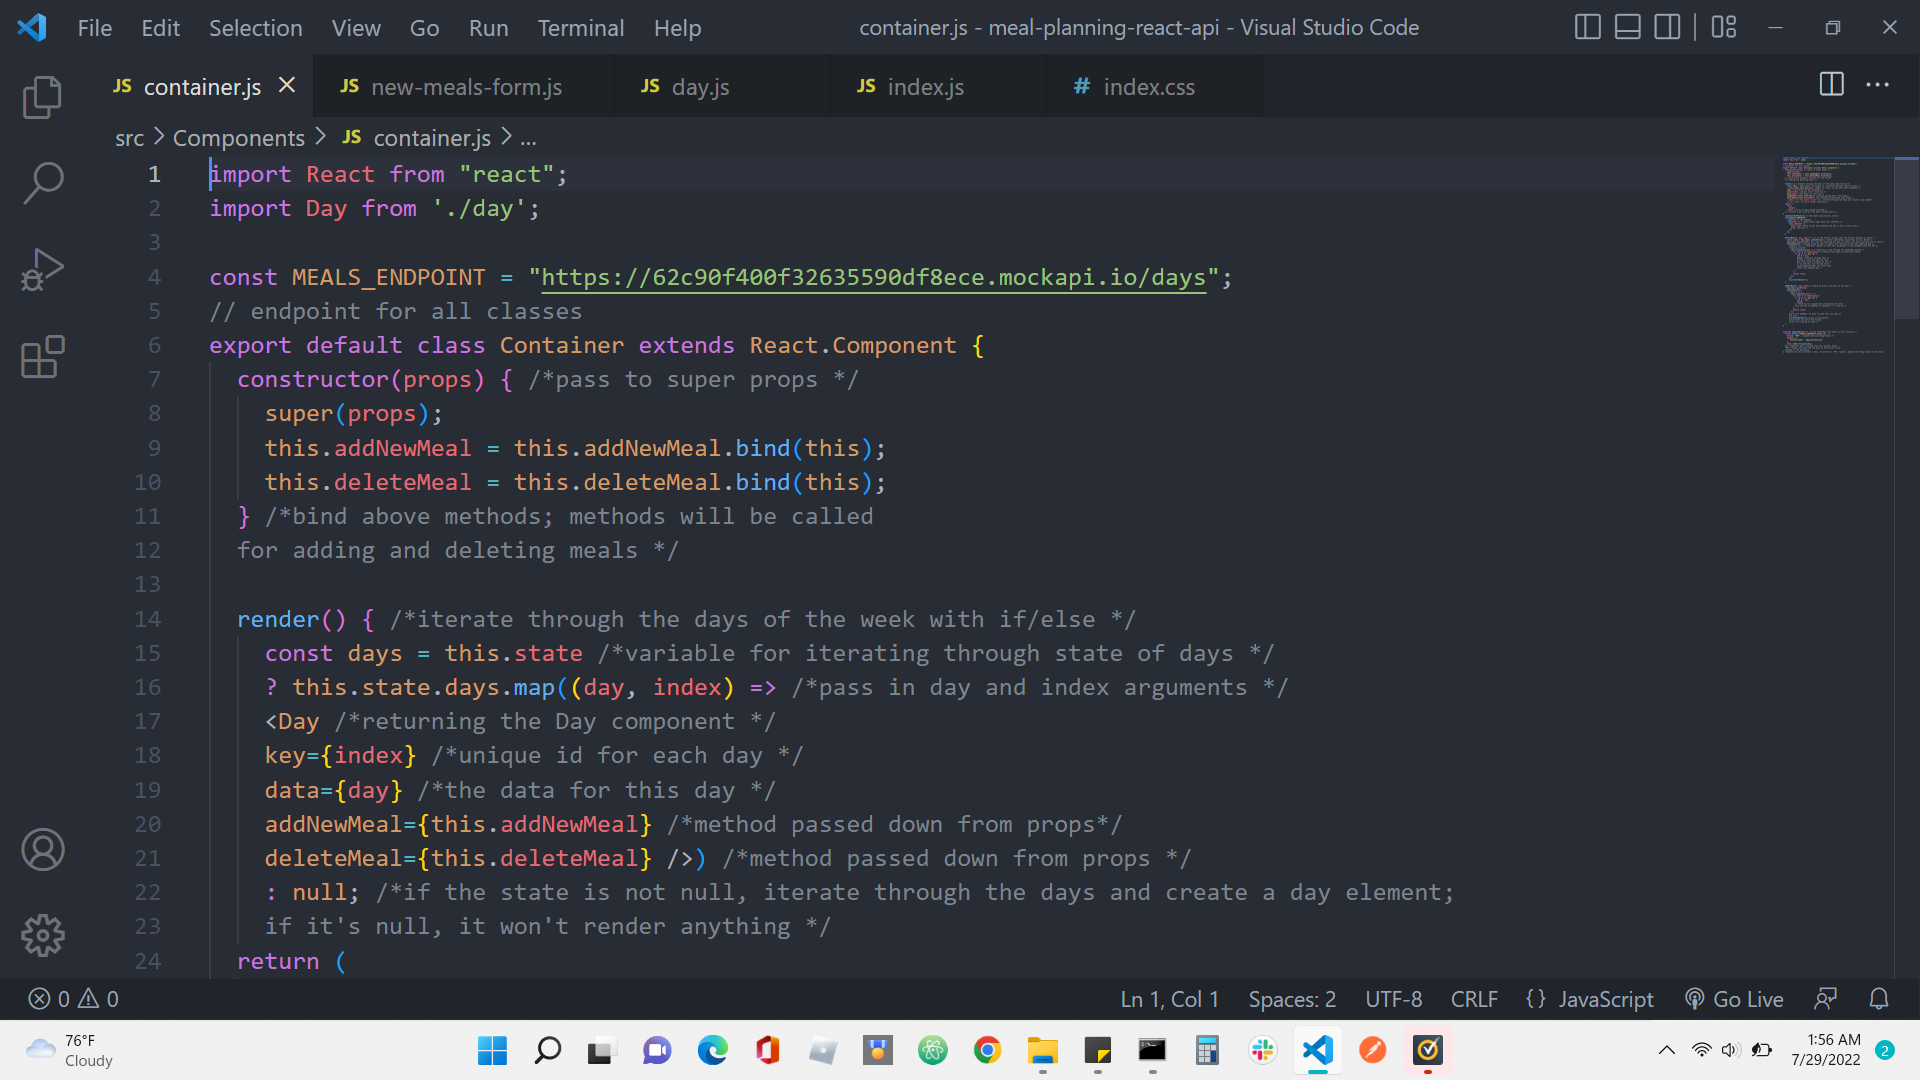 File Edit Selection View Go Run Terminal Help container.js - meal-planning-react-api - Visual Studio Code
JS container.js JS new-meals-form.js JS day.js JS index.js # index.css
src > Components > JS container.js > ...
1 import React from "react";
2 import Day from './day';
3
4 const MEALS_ENDPOINT = "https://62c90f400f32635590df8ece.mockapi.io/days";
5 // endpoint for all classes
6 export default class Container extends React.Component {
7 constructor(props) { /*pass to super props */
8 super(props);
9 this.addNewMeal = this.addNewMeal.bind(this);
10 this.deleteMeal = this.deleteMeal.bind(this);
11 } /*bind above methods; methods will be called
12 for adding and deleting meals */
13
14 render() { /*iterate through the days of the week with if/else */
15 const days = this.state /*variable for iterating through state of days */
16 ? this.state.days.map((day, index) => /*pass in day and index arguments */
17 <Day /*returning the Day component */
18 key={index} /*unique id for each day */
19 data={day} /*the data for this day */
20 addNewMeal={this.addNewMeal} /*method passed down from props*/
21 deleteMeal={this.deleteMeal} />) /*method passed down from props */
22 : null; /*if the state is not null, iterate through the days and create a day element;
23 if it's null, it won't render anything */
24 return (
0 0 Ln 1, Col 1 Spaces: 2 UTF-8 CRLF {} JavaScript Go Live
76°F
Cloudy
1:56 AM
7/29/2022
2